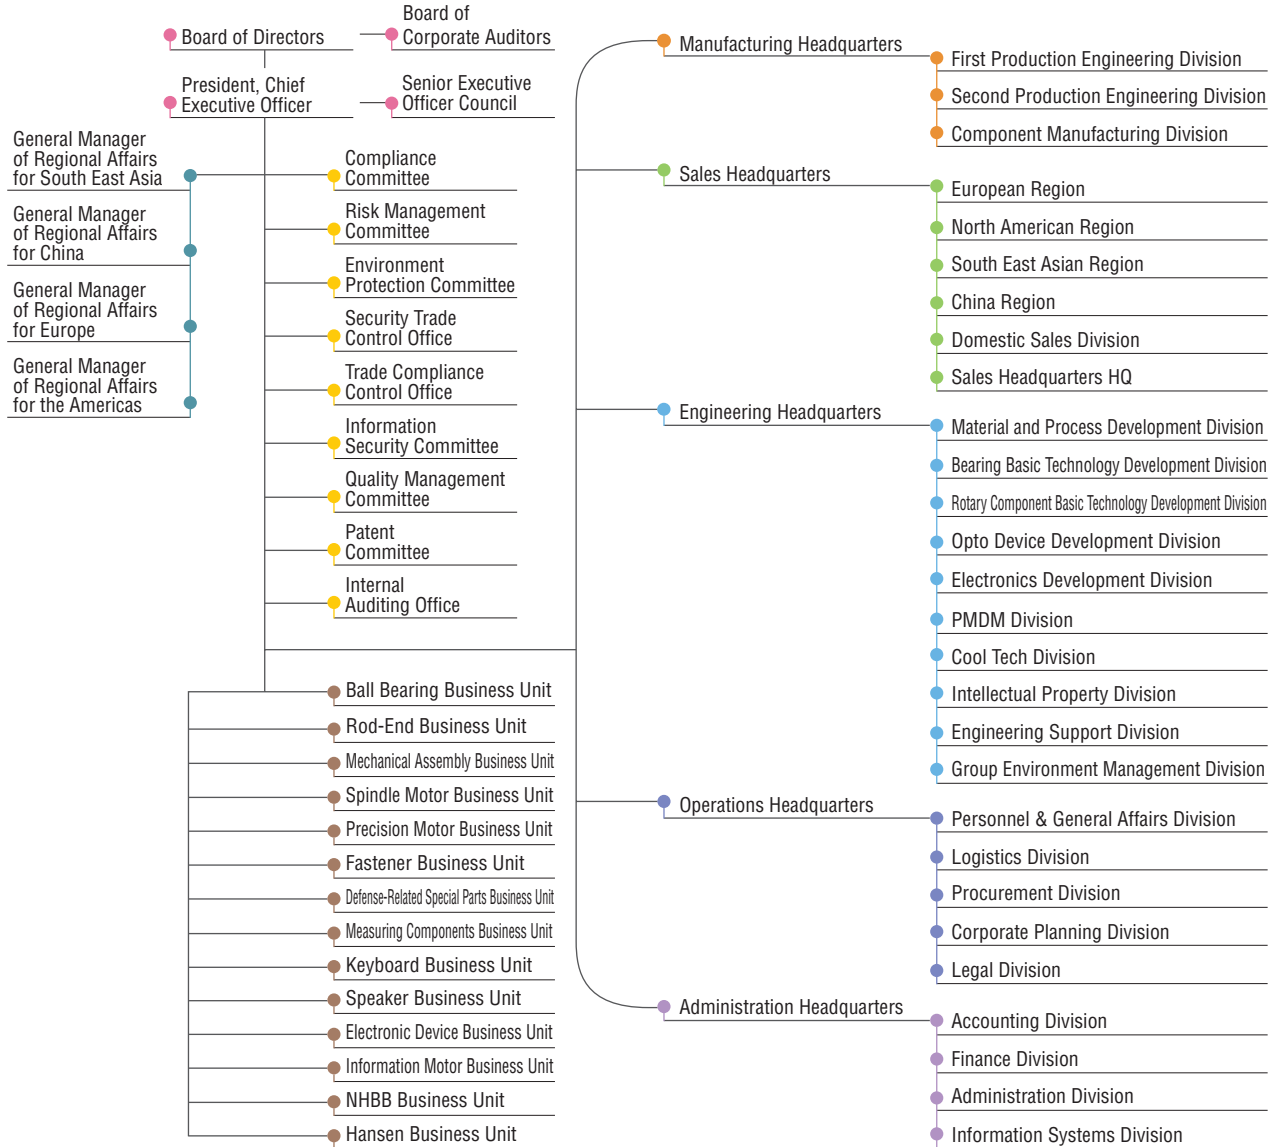 Board of Directors
Board of
Corporate Auditors
President, Chief
Executive Officer
Senior Executive
Officer Council
General Manager
of Regional Affairs
for South East Asia
General Manager
of Regional Affairs
for China
General Manager
of Regional Affairs
for Europe
General Manager
of Regional Affairs
for the Americas
Compliance
Committee
Risk Management
Committee
Environment
Protection Committee
Security Trade
Control Office
Trade Compliance
Control Office
Information
Security Committee
Quality Management
Committee
Patent
Committee
Internal
Auditing Office
Ball Bearing Business Unit
Rod-End Business Unit
Mechanical Assembly Business Unit
Spindle Motor Business Unit
Precision Motor Business Unit
Fastener Business Unit
Defense-Related Special Parts Business Unit
Measuring Components Business Unit
Keyboard Business Unit
Speaker Business Unit
Electronic Device Business Unit
Information Motor Business Unit
NHBB Business Unit
Hansen Business Unit
Manufacturing Headquarters
First Production Engineering Division
Second Production Engineering Division
Component Manufacturing Division
Sales Headquarters
European Region
North American Region
South East Asian Region
China Region
Domestic Sales Division
Sales Headquarters HQ
Engineering Headquarters
Material and Process Development Division
Bearing Basic Technology Development Division
Rotary Component Basic Technology Development Division
Opto Device Development Division
Electronics Development Division
PMDM Division
Cool Tech Division
Intellectual Property Division
Engineering Support Division
Group Environment Management Division
Operations Headquarters
Personnel & General Affairs Division
Logistics Division
Procurement Division
Corporate Planning Division
Legal Division
Administration Headquarters
Accounting Division
Finance Division
Administration Division
Information Systems Division